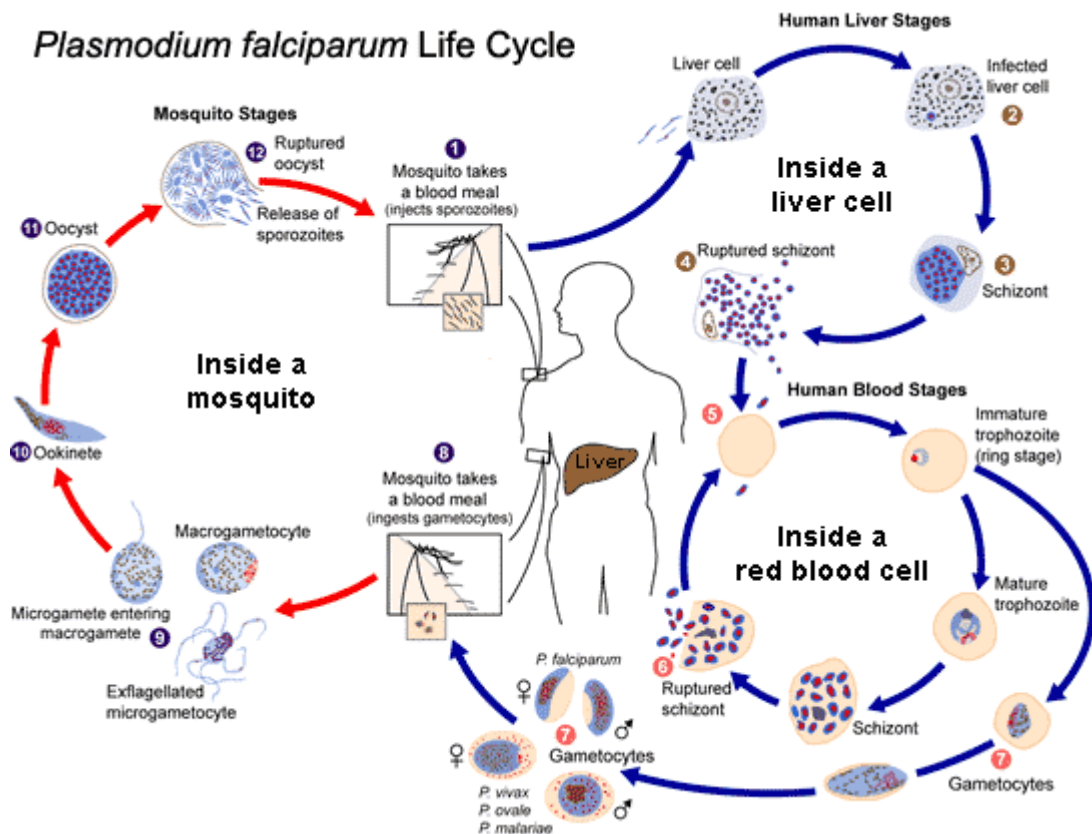 Plasmodium falciparum Life Cycle
Human Liver Stages
Liver cell
Infected
liver cell
2
Mosquito Stages
12 Ruptured
oocyst
Release of
sporozoites
1
Mosquito takes
a blood meal
(injects sporozoites)
Inside a
liver cell
11 Oocyst
4 Ruptured schizont
3
Schizont
Inside a
mosquito
Human Blood Stages
5
Immature
trophozoite
(ring stage)
10 Ookinete
8
Mosquito takes
a blood meal
(ingests gametocytes)
Liver
Macrogametocyte
Inside a
red blood cell
Mature
trophozoite
Microgamete entering
macrogamete 9
Exflagellated
microgametocyte
6
Ruptured
schizont
Schizont
P. falciparum
♀
♂
7
Gametocytes
♀
♂
P. vivax
P. ovale
P. malariae
7
Gametocytes